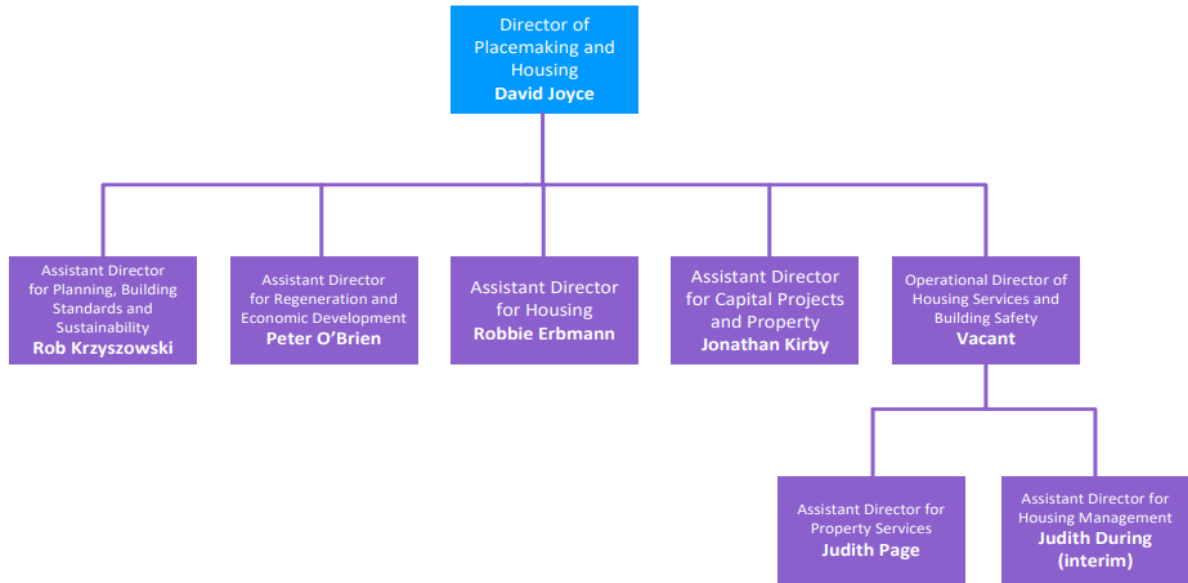 Director of
Placemaking and
Housing
David Joyce
Assistant Director
for Planning, Building
Standards and
Sustainability
Rob Krzyszowski
Assistant Director
for Regeneration and
Economic Development
Peter O’Brien
Assistant Director
for Housing
Robbie Erbmann
Assistant Director
for Capital Projects
and Property
Jonathan Kirby
Operational Director of
Housing Services and
Building Safety
Vacant
Assistant Director for
Property Services
Judith Page
Assistant Director for
Housing Management
Judith During
(interim)